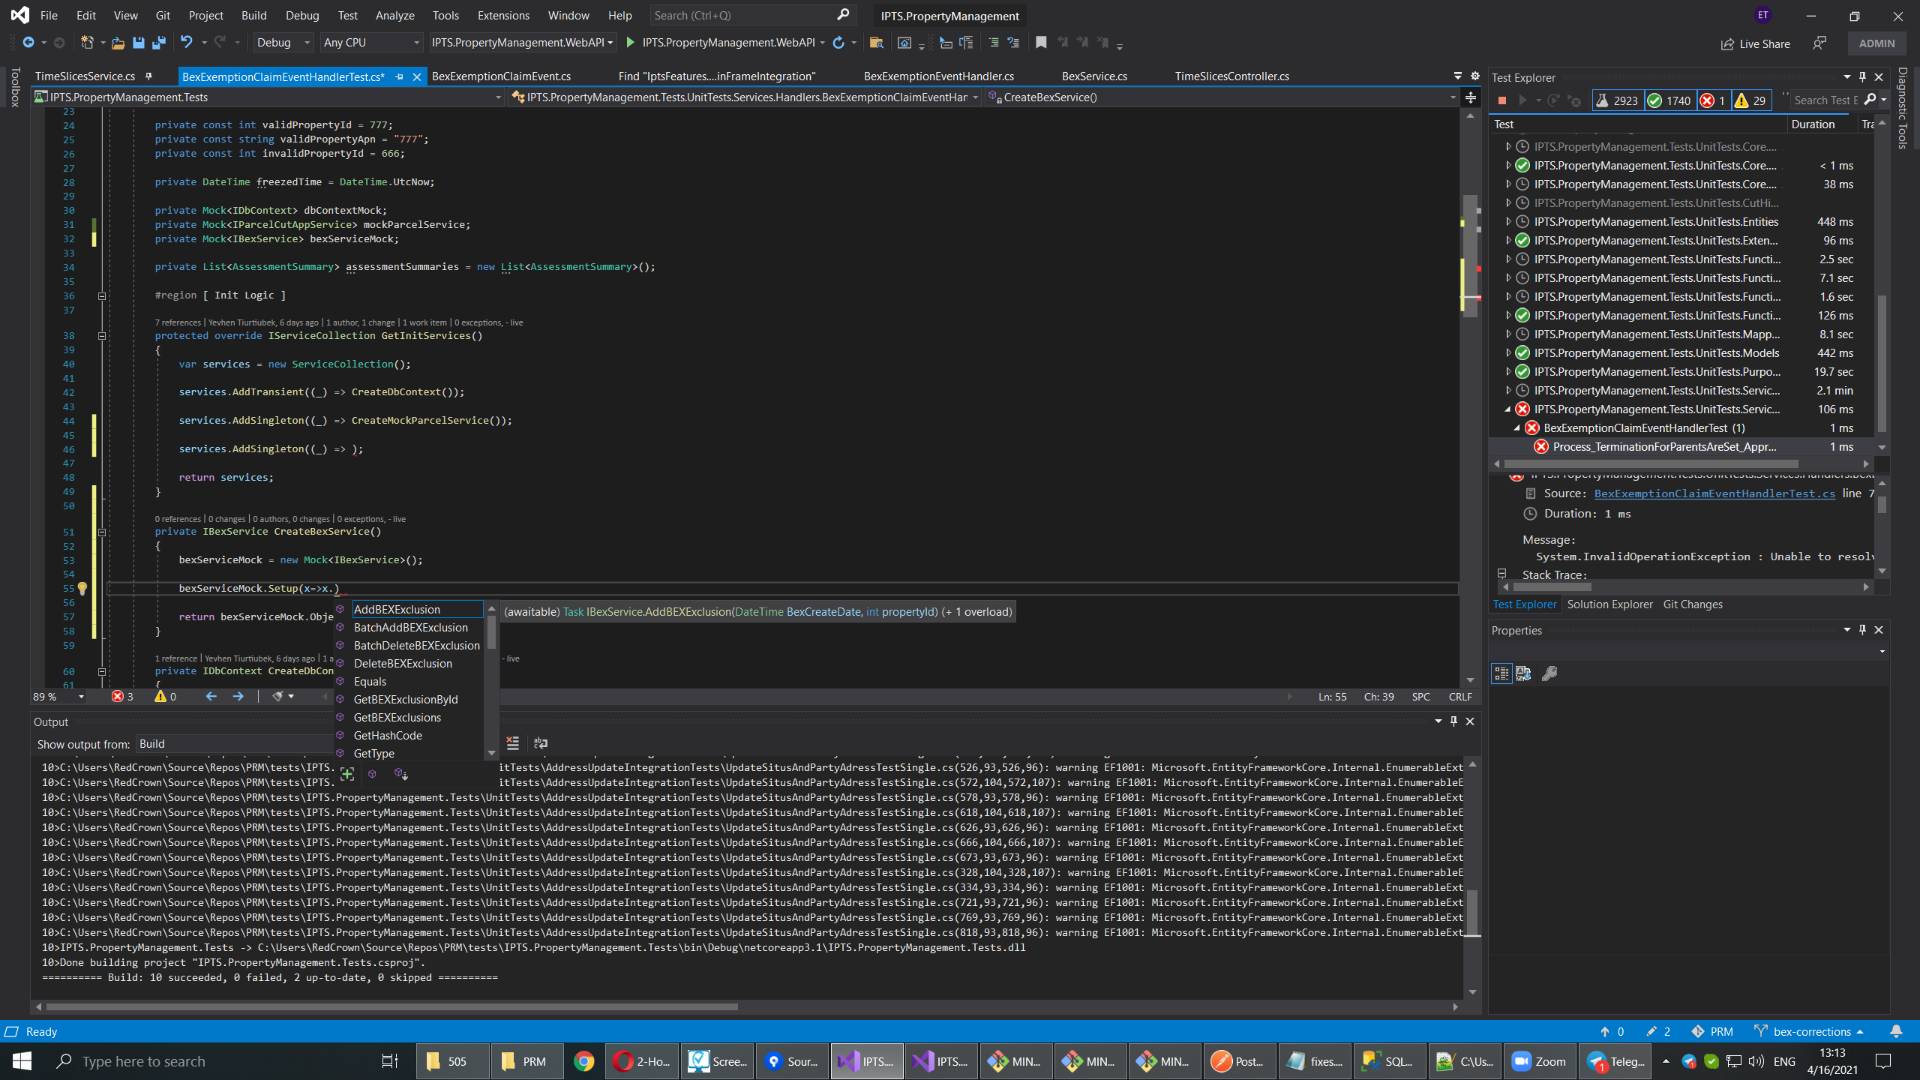 File Edit View Git Project Build Debug Test Analyze Tools Extensions Window Help Search (Ctrl+Q) IPTS.PropertyManagement ET
Debug Any CPU IPTS.PropertyManagement.WebAPI IPTS.PropertyManagement.WebAPI Live Share ADMIN
Toolbox
TimeSlicesService.cs BexExemptionClaimEventHandlerTest.cs* BexExemptionClaimEvent.cs Find "IptsFeatures....inFrameIntegration" BexExemptionEventHandler.cs BexService.cs TimeSlicesController.cs
IPTS.PropertyManagement.Tests IPTS.PropertyManagement.Tests.UnitTests.Services.Handlers.BexExemptionClaimEventHar CreateBexService()
23
24 private const int validPropertyId = 777;
25 private const string validPropertyApn = "777";
26 private const int invalidPropertyId = 666;
27
28 private DateTime freezedTime = DateTime.UtcNow;
29
30 private Mock<IDbContext> dbContextMock;
31 private Mock<IParcelCutAppService> mockParcelService;
32 private Mock<IBexService> bexServiceMock;
33
34 private List<AssessmentSummary> assessmentSummaries = new List<AssessmentSummary>();
35
36 #region [ Init Logic ]
37
7 references | Yevhen Tiurtiubek, 6 days ago | 1 author, 1 change | 1 work item | 0 exceptions, - live
38 protected override IServiceCollection GetInitServices()
39 {
40 var services = new ServiceCollection();
41
42 services.AddTransient((_) => CreateDbContext());
43
44 services.AddSingleton((_) => CreateMockParcelService());
45
46 services.AddSingleton((_) => );
47
48 return services;
49 }
50
0 references | 0 changes | 0 authors, 0 changes | 0 exceptions, - live
51 private IBexService CreateBexService()
52 {
53 bexServiceMock = new Mock<IBexService>();
54
55 bexServiceMock.Setup(x=>x.)
56
57 return bexServiceMock.Obje
58 }
59
1 reference | Yevhen Tiurtiubek, 6 days ago | 1 a - live
60 private IDbContext CreateDbCon
61 {
AddBEXExclusion
BatchAddBEXExclusion
BatchDeleteBEXExclusion
DeleteBEXExclusion
Equals
GetBEXExclusionById
GetBEXExclusions
GetHashCode
GetType
(awaitable) Task IBexService.AddBEXExclusion(DateTime BexCreateDate, int propertyId) (+ 1 overload)
89 % 3 0 Ln: 55 Ch: 39 SPC CRLF
Output
Show output from: Build
10>C:\Users\RedCrown\Source\Repos\PRM\tests\IPTS. itTests\AddressUpdateIntegrationTests\UpdateSitusAndPartyAdressTestSingle.cs(526,93,526,96): warning EF1001: Microsoft.EntityFrameworkCore.Internal.EnumerableExt
10>C:\Users\RedCrown\Source\Repos\PRM\tests\IPTS. itTests\AddressUpdateIntegrationTests\UpdateSitusAndPartyAdressTestSingle.cs(572,104,572,107): warning EF1001: Microsoft.EntityFrameworkCore.Internal.EnumerableE
10>C:\Users\RedCrown\Source\Repos\PRM\tests\IPTS.PropertyManagement.Tests\UnitTests\AddressUpdateIntegrationTests\UpdateSitusAndPartyAdressTestSingle.cs(578,93,578,96): warning EF1001: Microsoft.EntityFrameworkCore.Internal.EnumerableExt
10>C:\Users\RedCrown\Source\Repos\PRM\tests\IPTS.PropertyManagement.Tests\UnitTests\AddressUpdateIntegrationTests\UpdateSitusAndPartyAdressTestSingle.cs(618,104,618,107): warning EF1001: Microsoft.EntityFrameworkCore.Internal.EnumerableE
10>C:\Users\RedCrown\Source\Repos\PRM\tests\IPTS.PropertyManagement.Tests\UnitTests\AddressUpdateIntegrationTests\UpdateSitusAndPartyAdressTestSingle.cs(626,93,626,96): warning EF1001: Microsoft.EntityFrameworkCore.Internal.EnumerableExt
10>C:\Users\RedCrown\Source\Repos\PRM\tests\IPTS.PropertyManagement.Tests\UnitTests\AddressUpdateIntegrationTests\UpdateSitusAndPartyAdressTestSingle.cs(666,104,666,107): warning EF1001: Microsoft.EntityFrameworkCore.Internal.EnumerableE
10>C:\Users\RedCrown\Source\Repos\PRM\tests\IPTS.PropertyManagement.Tests\UnitTests\AddressUpdateIntegrationTests\UpdateSitusAndPartyAdressTestSingle.cs(673,93,673,96): warning EF1001: Microsoft.EntityFrameworkCore.Internal.EnumerableExt
10>C:\Users\RedCrown\Source\Repos\PRM\tests\IPTS.PropertyManagement.Tests\UnitTests\AddressUpdateIntegrationTests\UpdateSitusAndPartyAdressTestSingle.cs(328,104,328,107): warning EF1001: Microsoft.EntityFrameworkCore.Internal.EnumerableE
10>C:\Users\RedCrown\Source\Repos\PRM\tests\IPTS.PropertyManagement.Tests\UnitTests\AddressUpdateIntegrationTests\UpdateSitusAndPartyAdressTestSingle.cs(334,93,334,96): warning EF1001: Microsoft.EntityFrameworkCore.Internal.EnumerableExt
10>C:\Users\RedCrown\Source\Repos\PRM\tests\IPTS.PropertyManagement.Tests\UnitTests\AddressUpdateIntegrationTests\UpdateSitusAndPartyAdressTestSingle.cs(721,93,721,96): warning EF1001: Microsoft.EntityFrameworkCore.Internal.EnumerableExt
10>C:\Users\RedCrown\Source\Repos\PRM\tests\IPTS.PropertyManagement.Tests\UnitTests\AddressUpdateIntegrationTests\UpdateSitusAndPartyAdressTestSingle.cs(769,93,769,96): warning EF1001: Microsoft.EntityFrameworkCore.Internal.EnumerableExt
10>C:\Users\RedCrown\Source\Repos\PRM\tests\IPTS.PropertyManagement.Tests\UnitTests\AddressUpdateIntegrationTests\UpdateSitusAndPartyAdressTestSingle.cs(818,93,818,96): warning EF1001: Microsoft.EntityFrameworkCore.Internal.EnumerableExt
10>IPTS.PropertyManagement.Tests -> C:\Users\RedCrown\Source\Repos\PRM\tests\IPTS.PropertyManagement.Tests\bin\Debug\netcoreapp3.1\IPTS.PropertyManagement.Tests.dll
10>Done building project "IPTS.PropertyManagement.Tests.csproj".
========== Build: 10 succeeded, 0 failed, 2 up-to-date, 0 skipped ==========
Test Explorer
2923 1740 1 29 Search Test E
Test Duration Tra
IPTS.PropertyManagement.Tests.UnitTests.Core....
IPTS.PropertyManagement.Tests.UnitTests.Core.... < 1 ms
IPTS.PropertyManagement.Tests.UnitTests.Core.... 38 ms
IPTS.PropertyManagement.Tests.UnitTests.CutHi...
IPTS.PropertyManagement.Tests.UnitTests.Entities 448 ms
IPTS.PropertyManagement.Tests.UnitTests.Exten... 96 ms
IPTS.PropertyManagement.Tests.UnitTests.Functi... 2.5 sec
IPTS.PropertyManagement.Tests.UnitTests.Functi... 7.1 sec
IPTS.PropertyManagement.Tests.UnitTests.Functi... 1.6 sec
IPTS.PropertyManagement.Tests.UnitTests.Functi... 126 ms
IPTS.PropertyManagement.Tests.UnitTests.Mapp... 8.1 sec
IPTS.PropertyManagement.Tests.UnitTests.Models 442 ms
IPTS.PropertyManagement.Tests.UnitTests.Purpo... 19.7 sec
IPTS.PropertyManagement.Tests.UnitTests.Servic... 2.1 min
IPTS.PropertyManagement.Tests.UnitTests.Servic... 106 ms
BexExemptionClaimEventHandlerTest (1) 1 ms
Process_TerminationForParentsAreSet_Appr... 1 ms
IPTS.PropertyManagement.Tests.UnitTests.Services.Handlers.Bex
Source: BexExemptionClaimEventHandlerTest.cs line 7
Duration: 1 ms
Message:
System.InvalidOperationException : Unable to resolv
Stack Trace:
Test Explorer Solution Explorer Git Changes
Properties
Diagnostic Tools
Ready 0 2 PRM bex-corrections
Type here to search 505 PRM 2-Ho... Scree... Sour... IPTS... IPTS... MIN... MIN... MIN... Post... fixes... SQL... C:\Us... Zoom Teleg... 1 ENG 13:13
4/16/2021